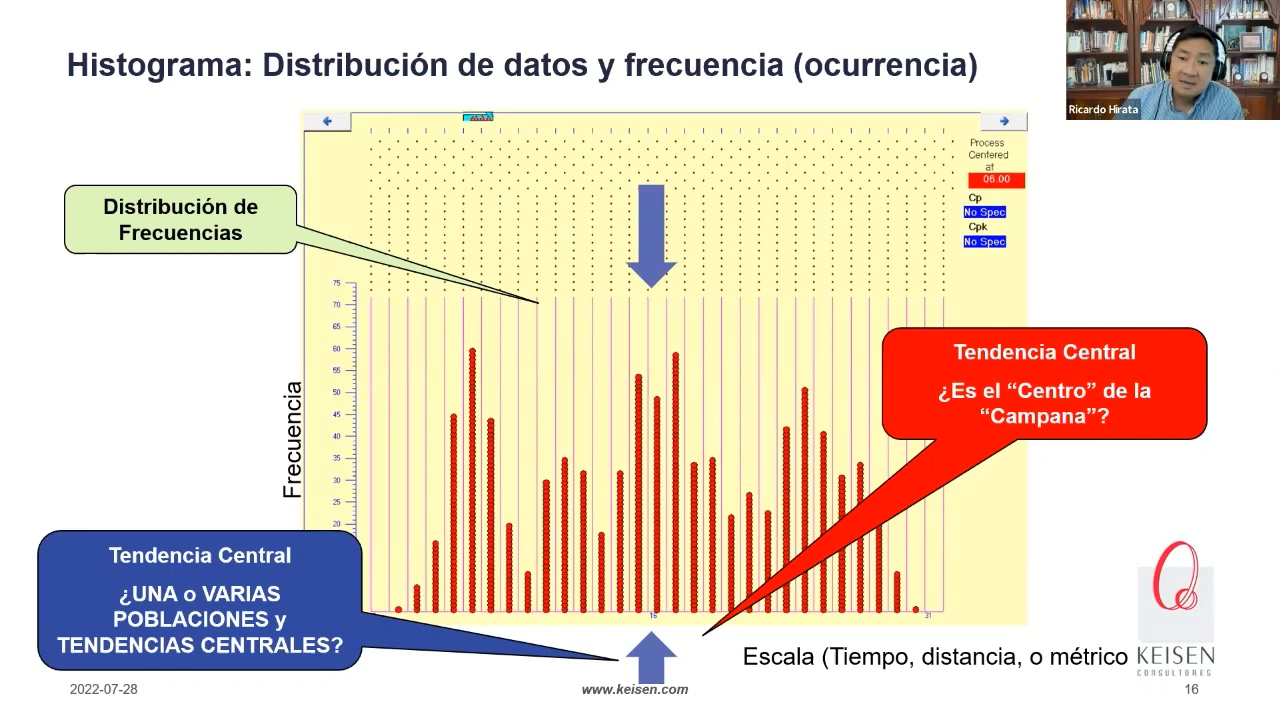 Histograma: Distribución de datos y frecuencia (ocurrencia)
Ricardo Hirata
Process
Centered
at
06.00
Cp
No Spec
Cpk
No Spec
Distribución de
Frecuencias
75
70
65
60
55
50
45
40
35
30
25
20
Frecuencia
Tendencia Central
¿Es el “Centro” de la
“Campana”?
Tendencia Central
¿UNA o VARIAS
POBLACIONES y
TENDENCIAS CENTRALES?
16
31
Escala (Tiempo, distancia, o métrico
KEISEN
CONSULTORES
2022-07-28
www.keisen.com
16